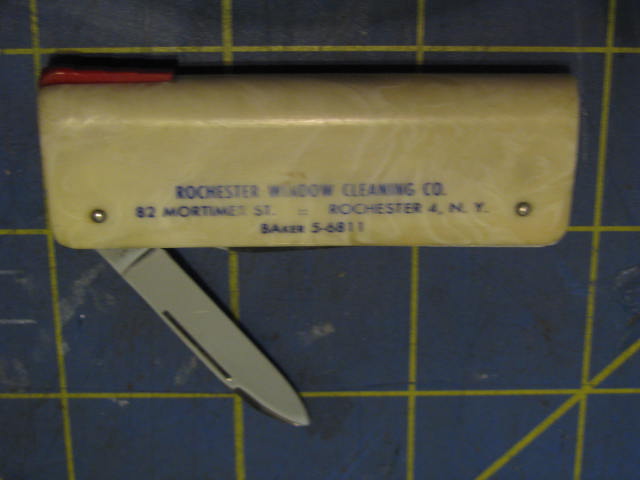 ROCHESTER WINDOW CLEANING CO.
82 MORTIMER ST. :: ROCHESTER 4, N. Y.
BAKER 5-6811